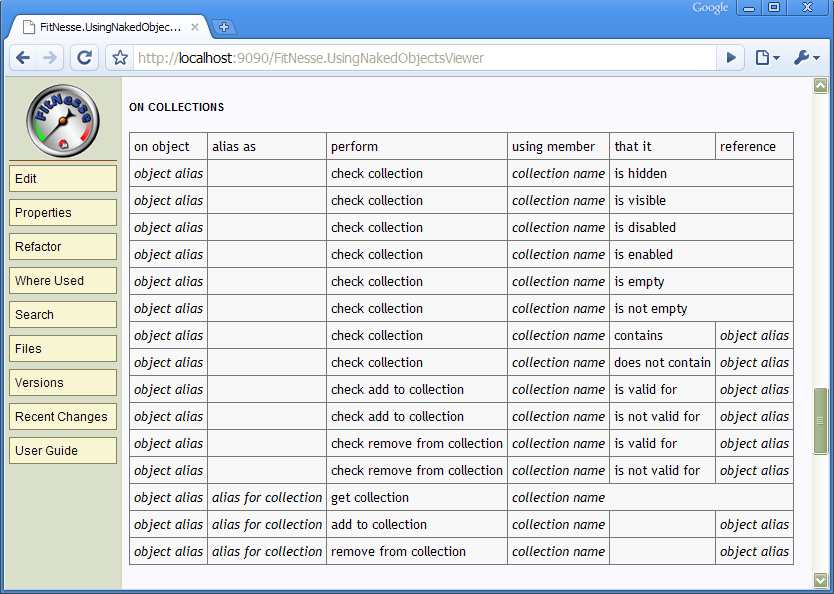 Google
FitNesse.UsingNakedObjec...
http://localhost:9090/FitNesse.UsingNakedObjectsViewer
FitNesse
Edit
Properties
Refactor
Where Used
Search
Files
Versions
Recent Changes
User Guide
ON COLLECTIONS
on object alias as perform using member that it reference
object alias check collection collection name is hidden
object alias check collection collection name is visible
object alias check collection collection name is disabled
object alias check collection collection name is enabled
object alias check collection collection name is empty
object alias check collection collection name is not empty
object alias check collection collection name contains object alias
object alias check collection collection name does not contain object alias
object alias check add to collection collection name is valid for object alias
object alias check add to collection collection name is not valid for object alias
object alias check remove from collection collection name is valid for object alias
object alias check remove from collection collection name is not valid for object alias
object alias alias for collection get collection collection name
object alias alias for collection add to collection collection name object alias
object alias alias for collection remove from collection collection name object alias